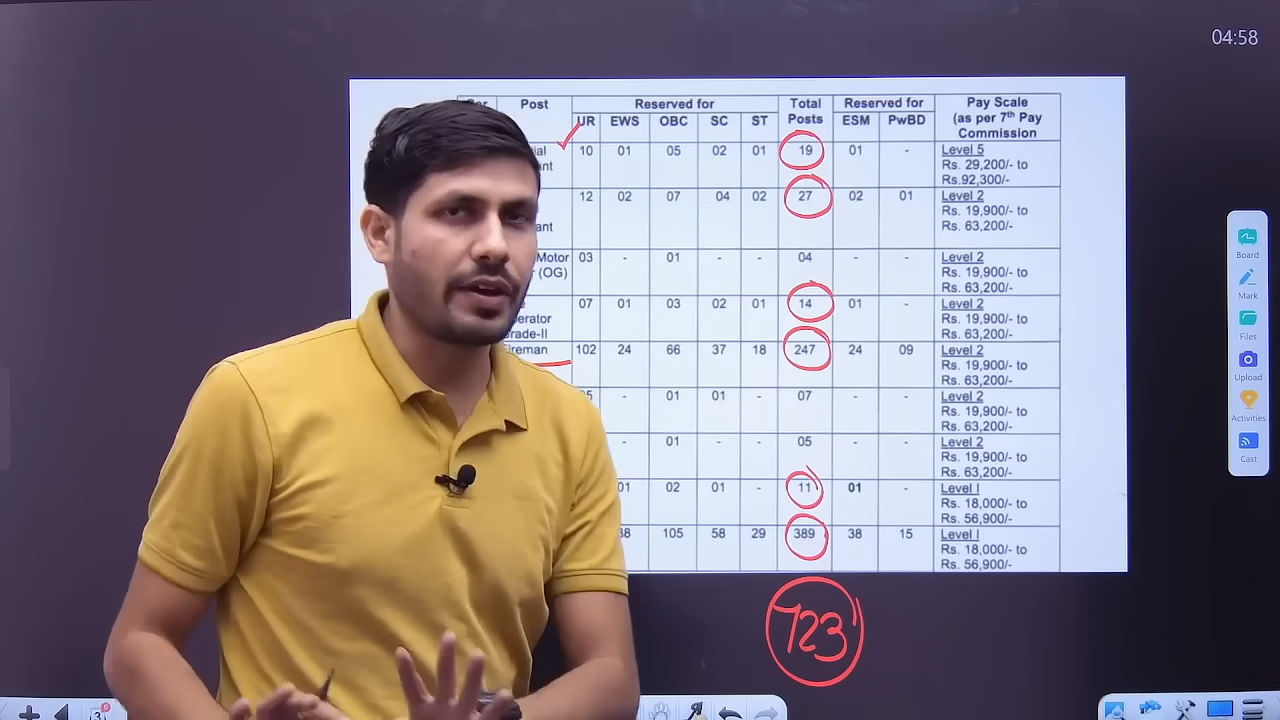 04:58
Post Reserved for Total Posts Reserved for Pay Scale (as per 7th Pay Commission
UR EWS OBC SC ST ESM PwBD
10 01 05 02 01 19 01 - Level 5
Rs. 29,200/- to
Rs.92,300/-
12 02 07 04 02 27 02 01 Level 2
Rs. 19,900/- to
Rs. 63,200/-
Motor 03 - 01 - - 04 - - Level 2
(OG) Rs. 19,900/- to
Rs. 63,200/-
07 01 03 02 01 14 01 - Level 2
Rs. 19,900/- to
Grade-II Rs. 63,200/-
Fireman 102 24 66 37 18 247 24 09 Level 2
Rs. 19,900/- to
Rs. 63,200/-
- 01 01 - 07 - - Level 2
Rs. 19,900/- to
Rs. 63,200/-
- 01 - - 05 - - Level 2
Rs. 19,900/- to
Rs. 63,200/-
01 02 01 - 11 01 - Level I
Rs. 18,000/- to
Rs. 56,900/-
105 58 29 389 38 15 Level I
Rs. 18,000/- to
Rs. 56,900/-
723
Board
Mark
Files
Upload
Activities
Cast